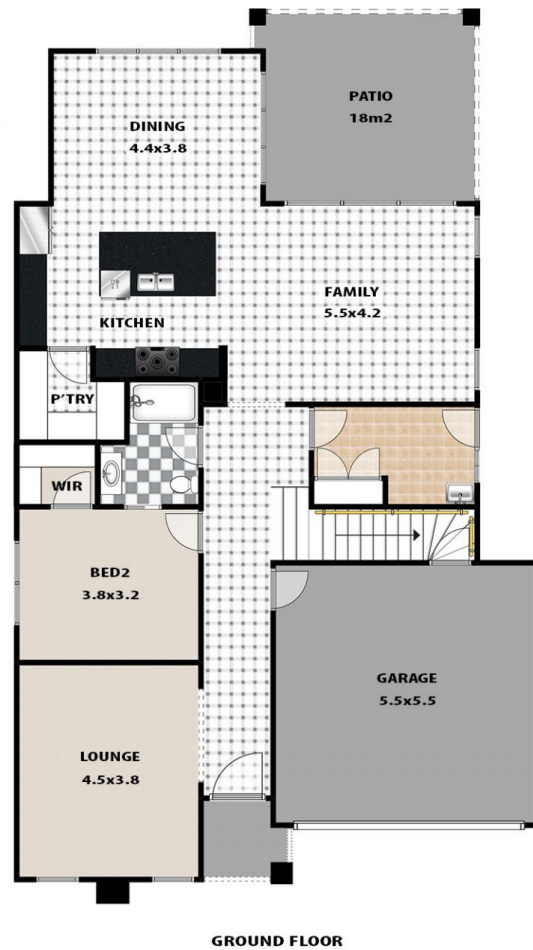 PATIO
18m2
DINING
4.4x3.8
FAMILY
5.5x4.2
KITCHEN
P'TRY
WIR
BED2
3.8x3.2
GARAGE
5.5x5.5
LOUNGE
4.5x3.8
GROUND FLOOR